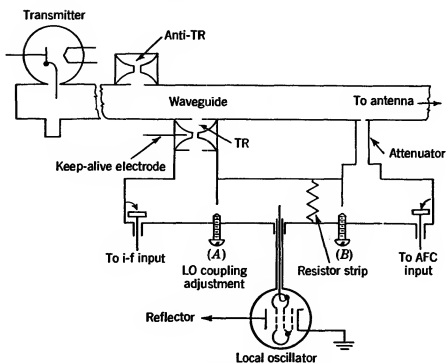 Transmitter
Anti-TR
Waveguide
To antenna
TR
Keep-alive electrode
Attenuator
(A)
(B)
To i-f input
LO coupling
adjustment
Resistor strip
To AFC
input
Reflector
Local oscillator